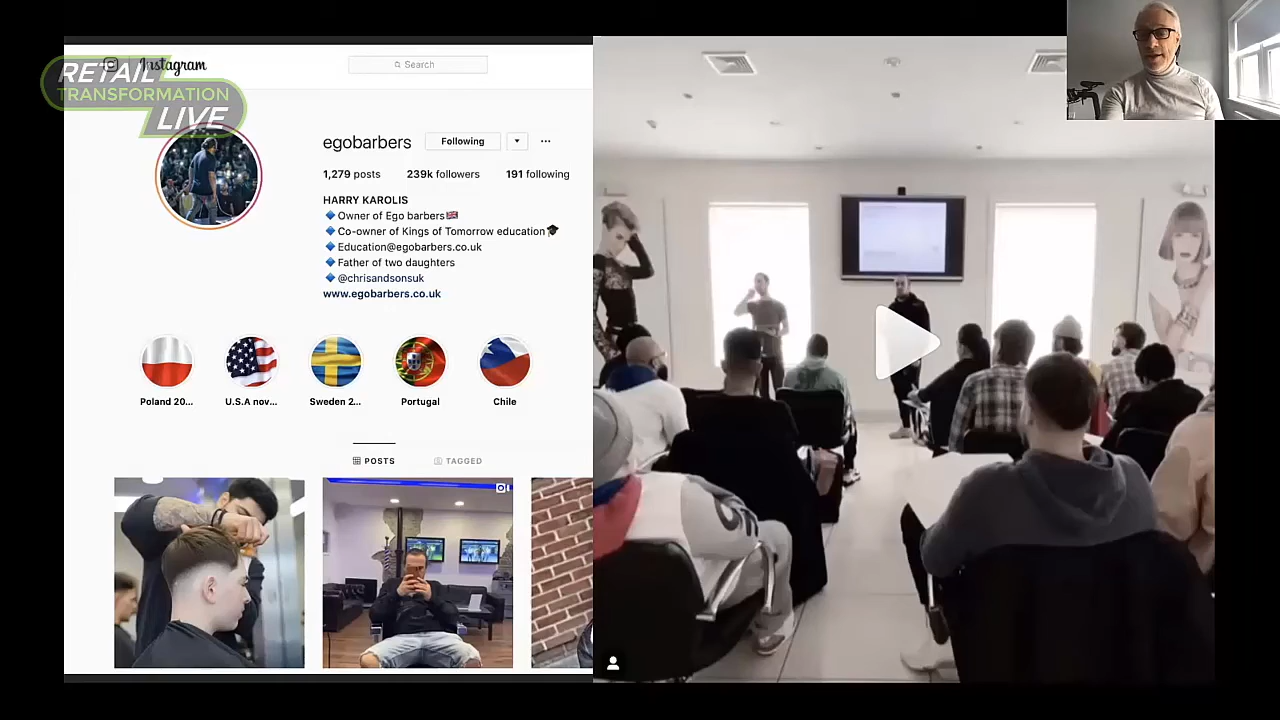 RETAIL
TRANSFORMATION
LIVE
Instagram
Search
egobarbers
Following
1,279 posts 239k followers 191 following
HARRY KAROLIS
Owner of Ego barbers
Co-owner of Kings of Tomorrow education
Education@egobarbers.co.uk
Father of two daughters
@chrisandsonsuk
www.egobarbers.co.uk
Poland 20... U.S.A nov... Sweden 2... Portugal Chile
POSTS TAGGED